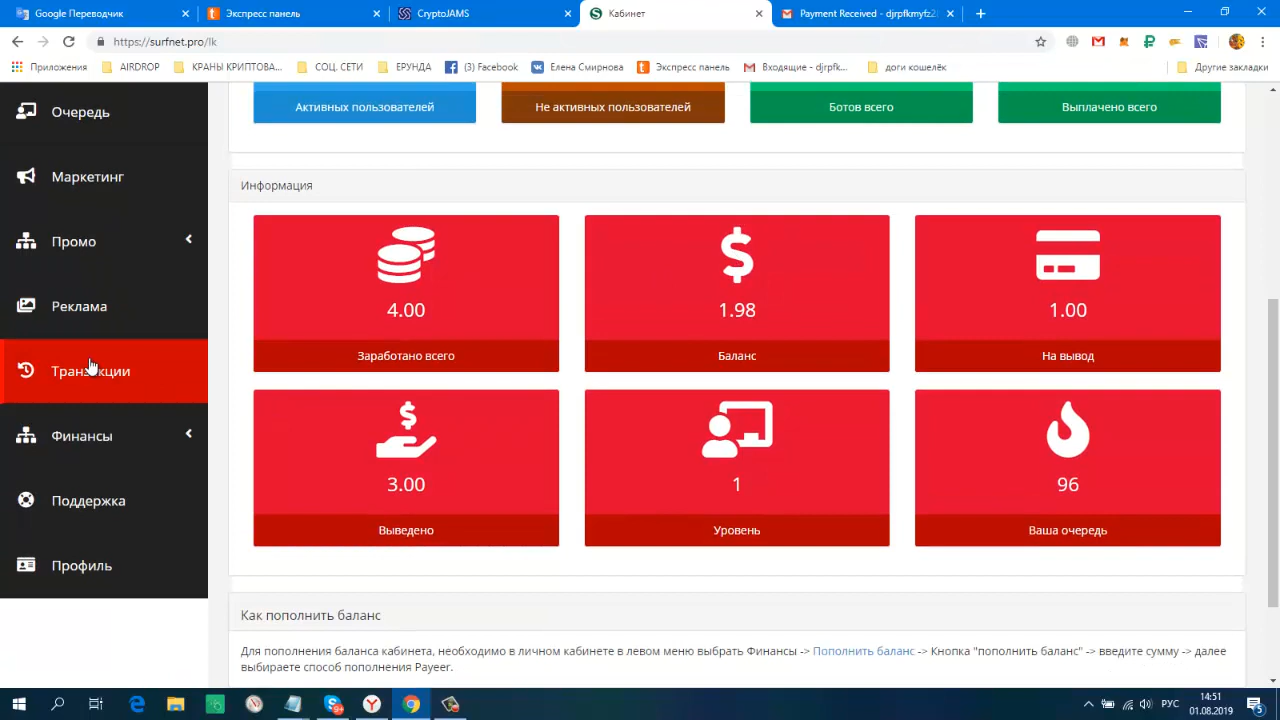 Google Переводчик
Экспресс панель
CryptoJAMS
Кабинет
Payment Received - djrpfkmyfz2
https://surfnet.pro/lk
Приложения
AIRDROP
КРАНЫ КРИПТОВА...
СОЦ. СЕТИ
ЕРУНДА
(3) Facebook
Елена Смирнова
Экспресс панель
Входящие - djrpfk...
доги кошелёк
Другие закладки
Очередь
Маркетинг
Промо
Реклама
Транзакции
Финансы
Поддержка
Профиль
Активных пользователей
Не активных пользователей
Ботов всего
Выплачено всего
Информация
4.00
Заработано всего
1.98
Баланс
1.00
На вывод
3.00
Выведено
1
Уровень
96
Ваша очередь
Как пополнить баланс
Для пополнения баланса кабинета, необходимо в личном кабинете в левом меню выбрать Финансы -> Пополнить баланс -> Кнопка "пополнить баланс" -> введите сумму -> далее
выбираете способ пополнения Payeer.
РУС
14:51
01.08.2019
5